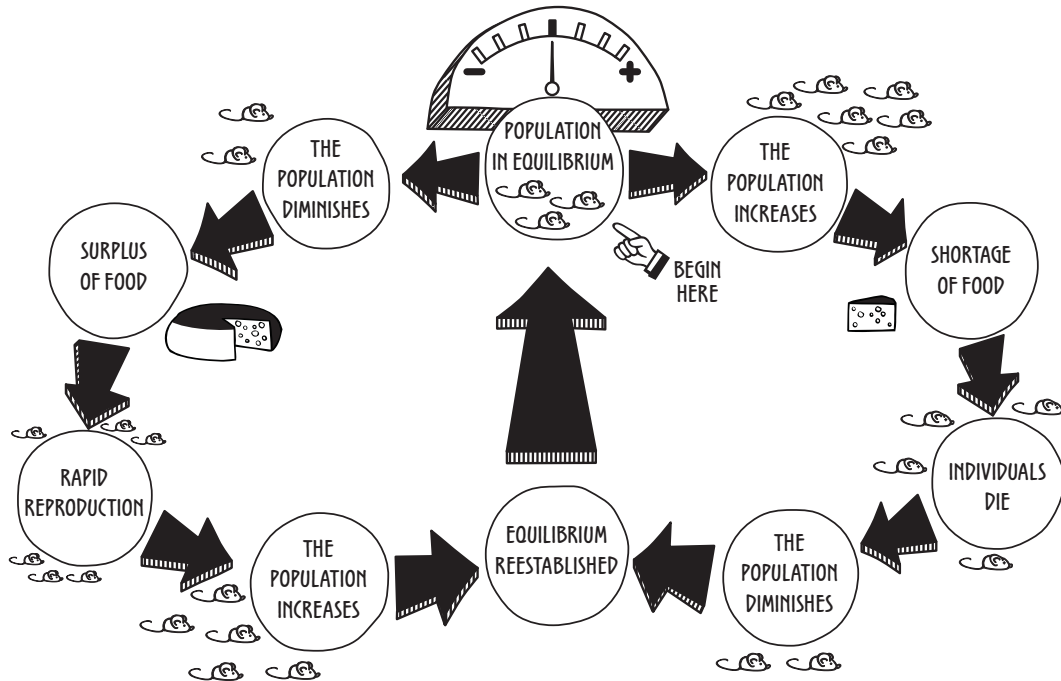 − +
POPULATION
IN EQUILIBRIUM
BEGIN
HERE
THE
POPULATION
INCREASES
SHORTAGE
OF FOOD
INDIVIDUALS
DIE
THE
POPULATION
DIMINISHES
THE
POPULATION
DIMINISHES
SURPLUS
OF FOOD
RAPID
REPRODUCTION
THE
POPULATION
INCREASES
EQUILIBRIUM
REESTABLISHED